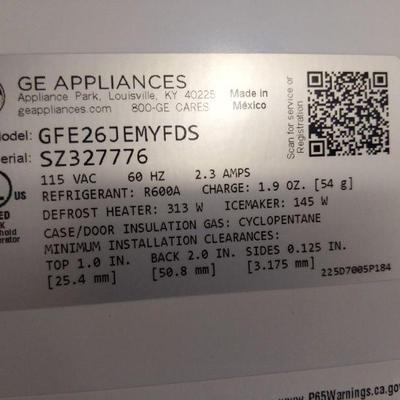 GE APPLIANCES
Appliance Park, Louisville, KY 40225
geappliances.com 800-GE CARES
Made in
México
Scan for service
or registration
Model: GFE26JEMYFDS
Serial: SZ327776
115 VAC 60 HZ 2.3 AMPS
REFRIGERANT: R600A CHARGE: 1.9 OZ. [54 g]
DEFROST HEATER: 313 W ICEMAKER: 145 W
CASE/DOOR INSULATION GAS: CYCLOPENTANE
MINIMUM INSTALLATION CLEARANCES:
TOP 1.0 IN. BACK 2.0 IN. SIDES 0.125 IN.
[25.4 mm] [50.8 mm] [3.175 mm]
225D7005P184
US
www.P65Warnings.ca.gov